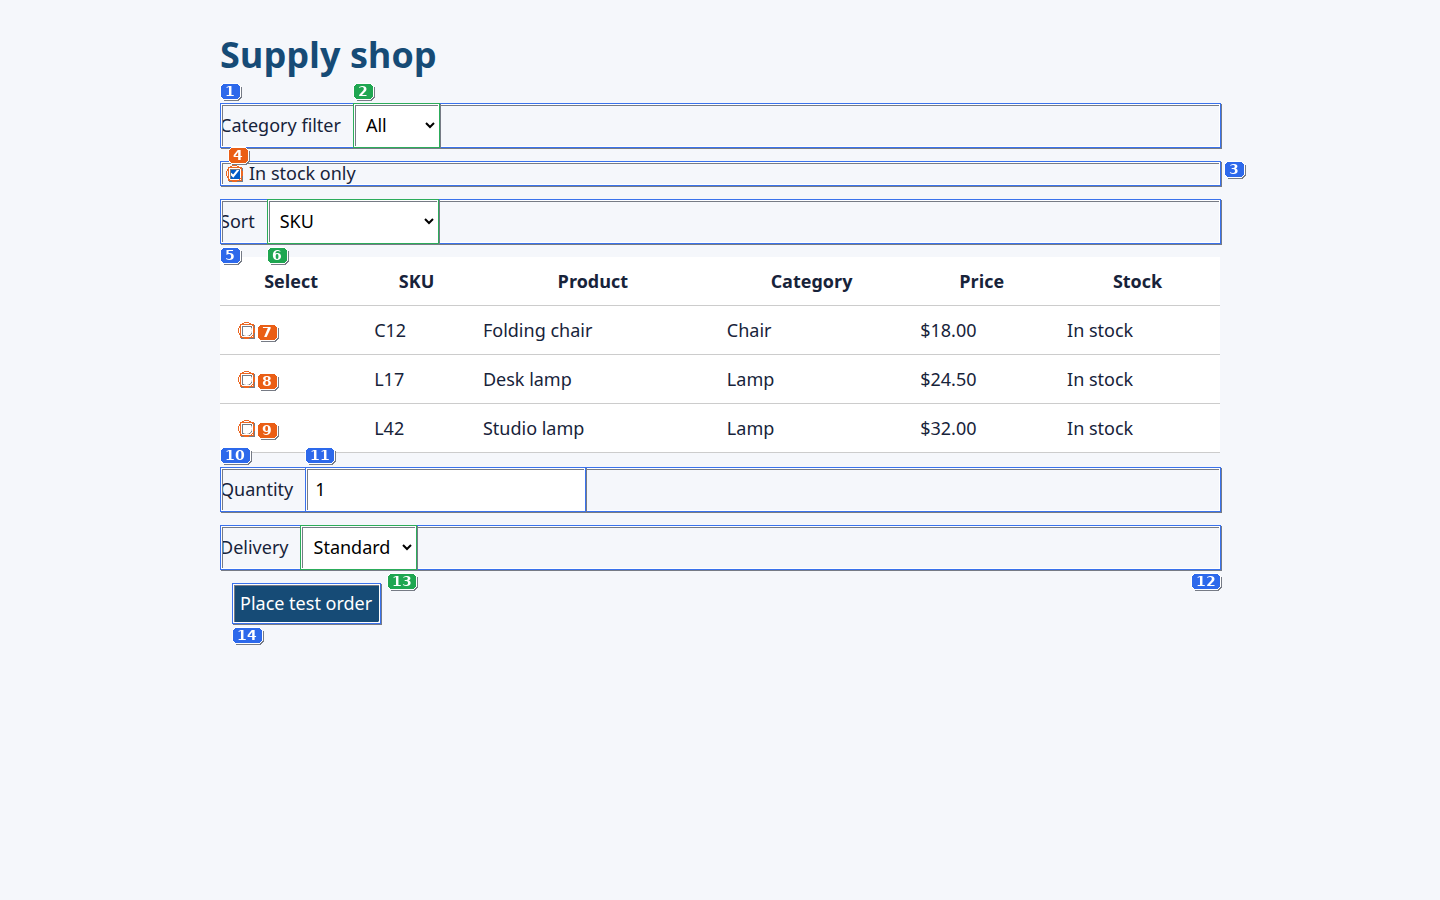 Supply shop
1 2
Category filter All
4
In stock only 3
Sort SKU
5 6
Select SKU Product Category Price Stock
7 C12 Folding chair Chair $18.00 In stock
8 L17 Desk lamp Lamp $24.50 In stock
9 L42 Studio lamp Lamp $32.00 In stock
10 11
Quantity 1
Delivery Standard
13 12
Place test order
14